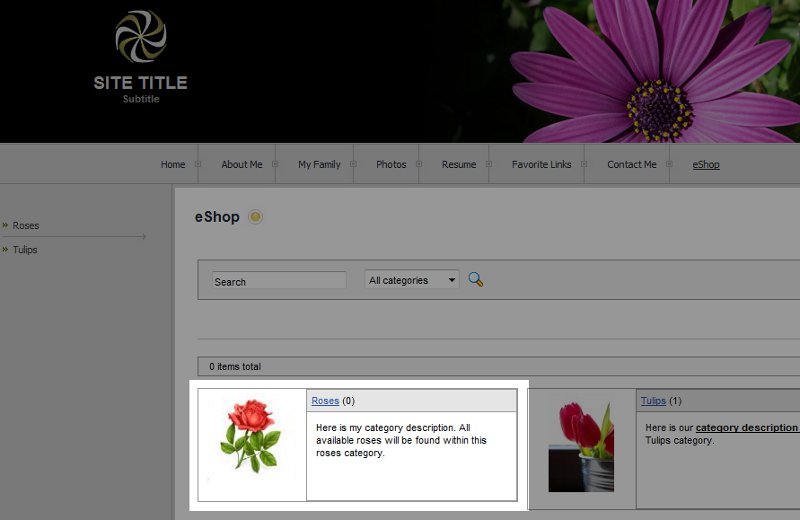 SITE TITLE
Subtitle
Home
About Me
My Family
Photos
Resume
Favorite Links
Contact Me
eShop
Roses
Tulips
eShop
Search
All categories
0 items total
Roses (0)
Here is my category description. All
available roses will be found within this
roses category.
Tulips (1)
Here is our category description
Tulips category.